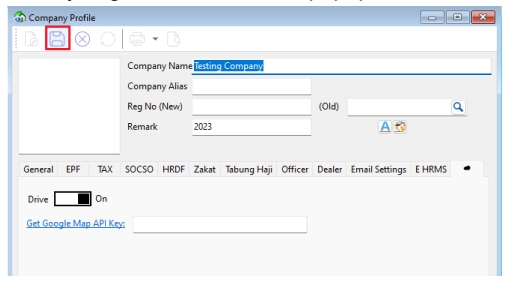 Company Profile
Company Name Testing Company
Company Alias
Reg No (New) (Old)
Remark 2023
A
General EPF TAX SOCSO HRDF Zakat Tabung Haji Officer Dealer Email Settings E HRMS
Drive On
Get Google Map API Key: